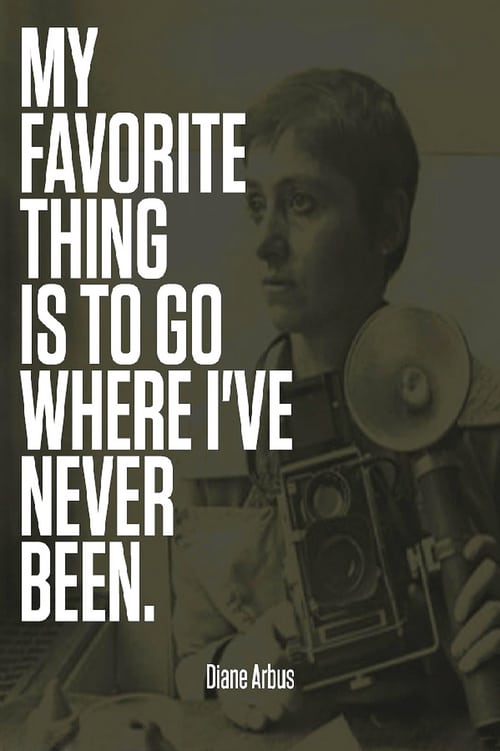 MY
FAVORITE
THING
IS TO GO
WHERE I'VE
NEVER
BEEN.
Diane Arbus